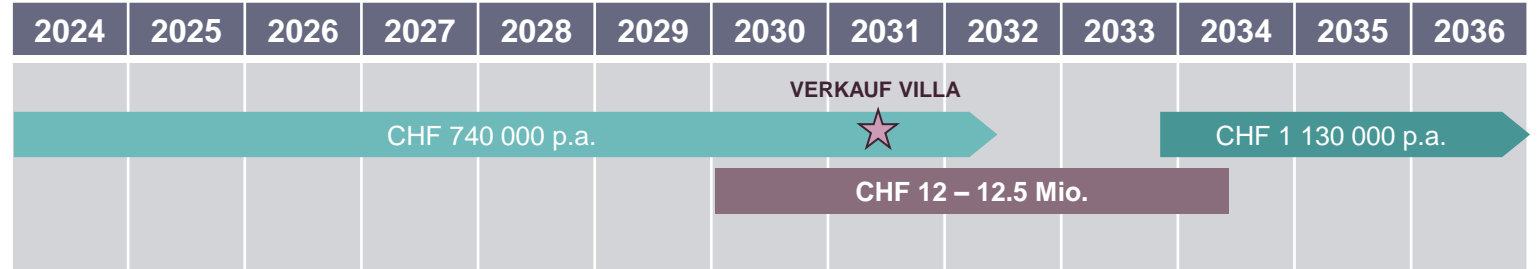 2024 2025 2026 2027 2028 2029 2030 2031 2032 2033 2034 2035 2036
VERKAUF VILLA
CHF 740 000 p.a. CHF 1 130 000 p.a.
CHF 12 – 12.5 Mio.